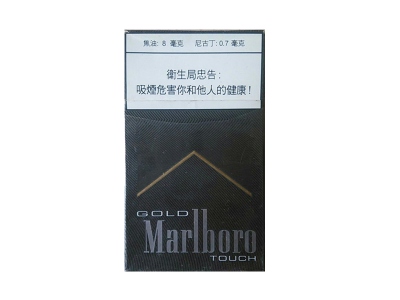 焦油: 8 毫克 尼古丁: 0.7 毫克
衛生局忠告:
吸煙危害你和他人的健康!
GOLD
Marlboro
TOUCH